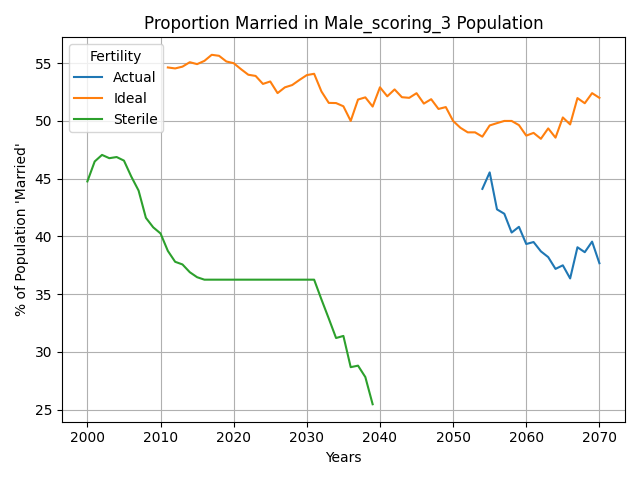 Proportion Married in Male_scoring_3 Population
Fertility
Actual
Ideal
Sterile
% of Population 'Married'
55
50
45
40
35
30
25
2000
2010
2020
2030
2040
2050
2060
2070
Years